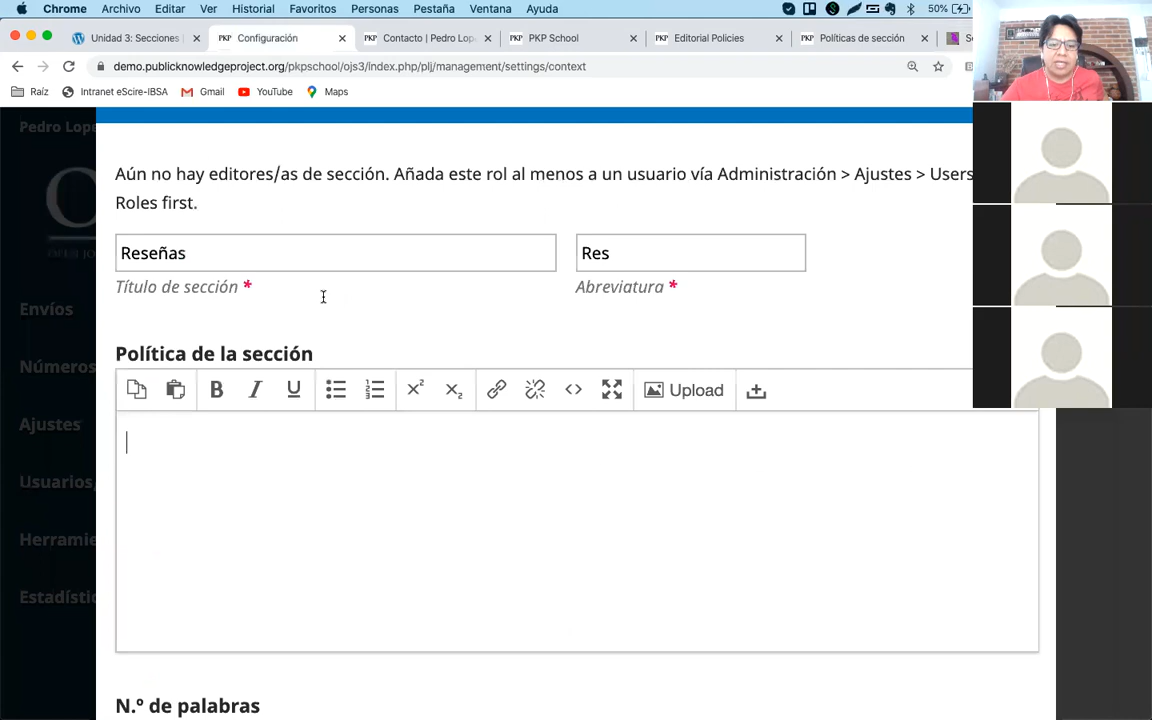 Chrome Archivo Editar Ver Historial Favoritos Personas Pestaña Ventana Ayuda 50%
Unidad 3: Secciones Configuración Contacto | Pedro Lop PKP School Editorial Policies Políticas de sección
demo.publicknowledgeproject.org/pkpschool/ojs3/index.php/plj/management/settings/context
Raíz Intranet eScire-IBSA Gmail YouTube Maps
Pedro Lope
Aún no hay editores/as de sección. Añada este rol al menos a un usuario vía Administración > Ajustes > Users
Roles first.
Reseñas Res
Título de sección * Abreviatura *
Envíos
Política de la sección
Números
B I U Upload
Ajustes
Usuarios
Herramie
Estadístic
N.º de palabras